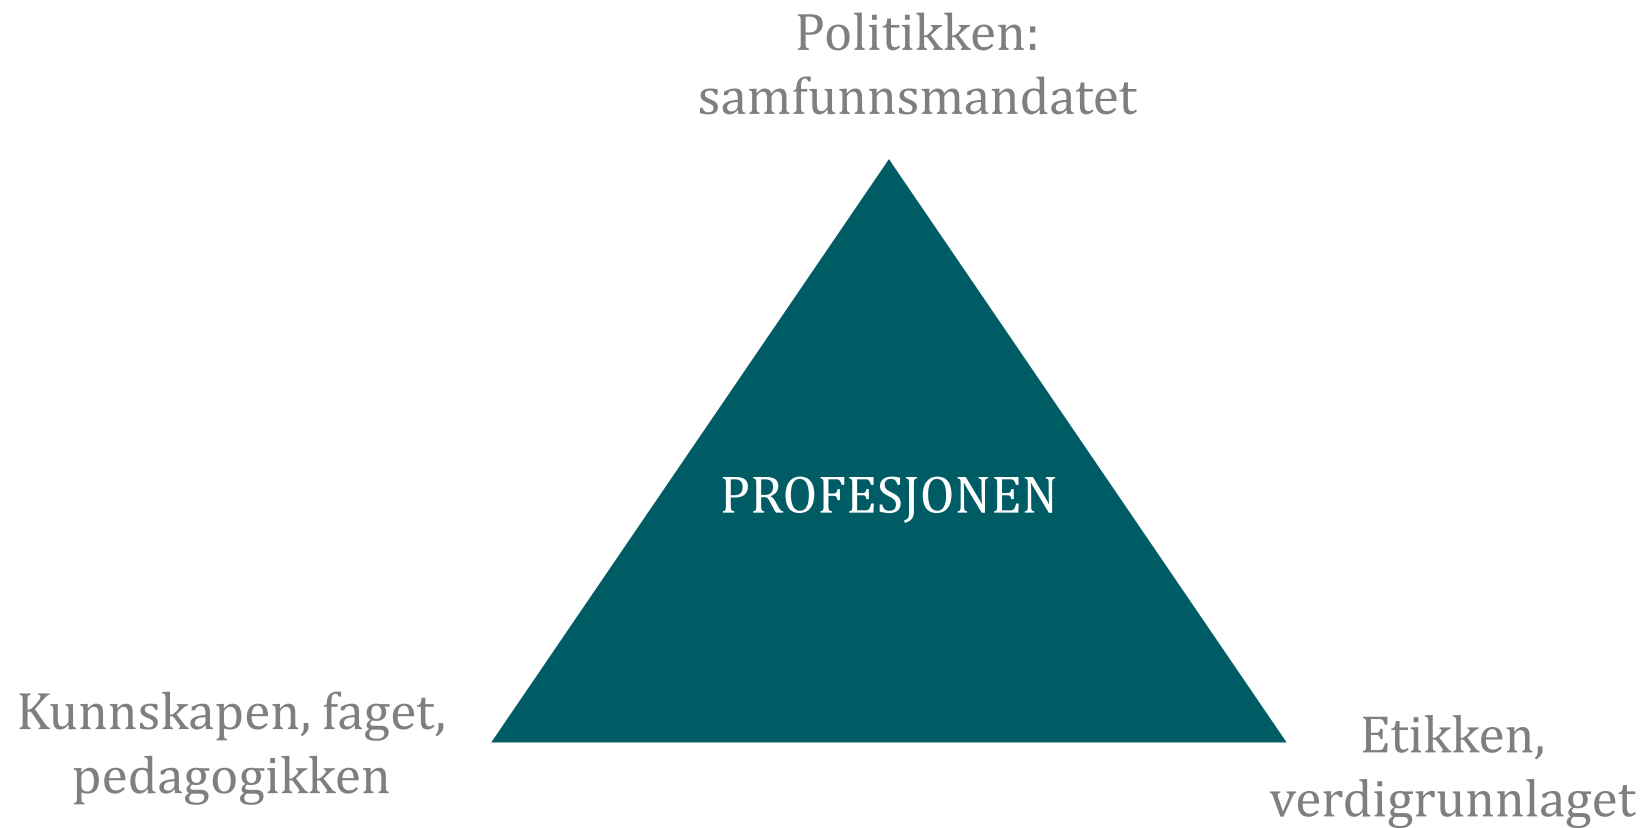 Politikken:
samfunnsmandatet
PROFESJONEN
Kunnskapen, faget,
pedagogikken
Etikken,
verdigrunnlaget